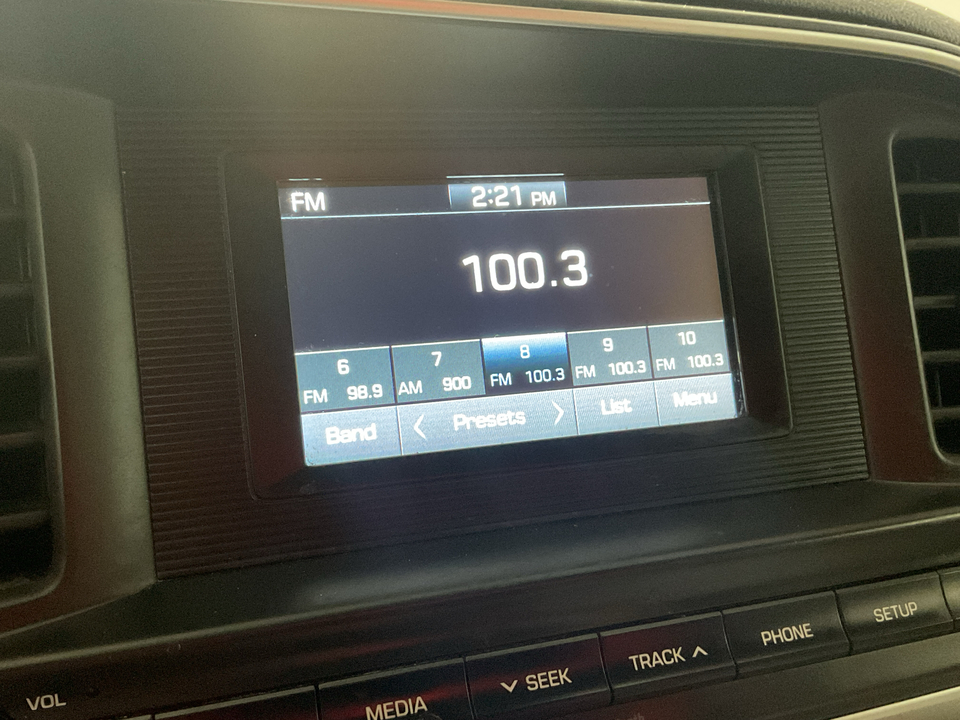 FM 2:21 PM
100.3
6 7 8 9 10
FM 98.9 AM 900 FM 100.3 FM 100.3 FM 100.3
Band < Presets > List Menu
VOL MEDIA SEEK TRACK PHONE SETUP